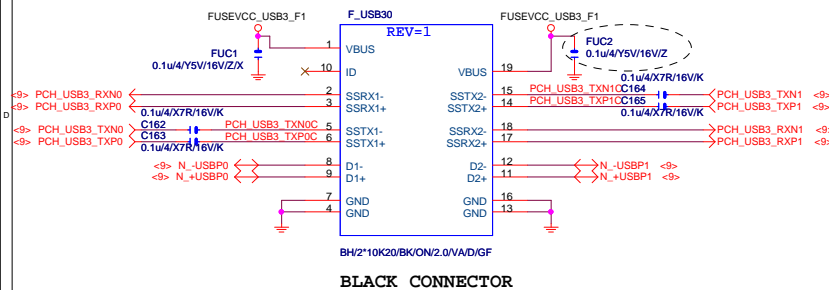 FUSEVCC_USB3_F1 F_USB30 FUSEVCC_USB3_F1
REV=1
FUC1
0.1u/4/Y5V/16V/Z/X
FUC2
0.1u/4/Y5V/16V/Z
1 VBUS
10 ID
VBUS 19
0.1u/4/X7R/16V/K
<9> PCH_USB3_RXN0 2 SSRX1-
<9> PCH_USB3_RXP0 3 SSRX1+
SSTX2- 15 PCH_USB3_TXN1C C164 PCH_USB3_TXN1 <9>
SSTX2+ 14 PCH_USB3_TXP1C C165 PCH_USB3_TXP1 <9>
0.1u/4/X7R/16V/K
0.1u/4/X7R/16V/K
<9> PCH_USB3_TXN0 C162 PCH_USB3_TXN0C 5 SSTX1-
<9> PCH_USB3_TXP0 C163 PCH_USB3_TXP0C 6 SSTX1+
0.1u/4/X7R/16V/K
SSRX2- 18 PCH_USB3_RXN1 <9>
SSRX2+ 17 PCH_USB3_RXP1 <9>
D
<9> N_-USBP0 8 D1-
<9> N_+USBP0 9 D1+
D2- 12 N_-USBP1 <9>
D2+ 11 N_+USBP1 <9>
7 GND
4 GND
GND 16
GND 13
BH/2*10K20/BK/ON/2.0/VA/D/GF
BLACK CONNECTOR